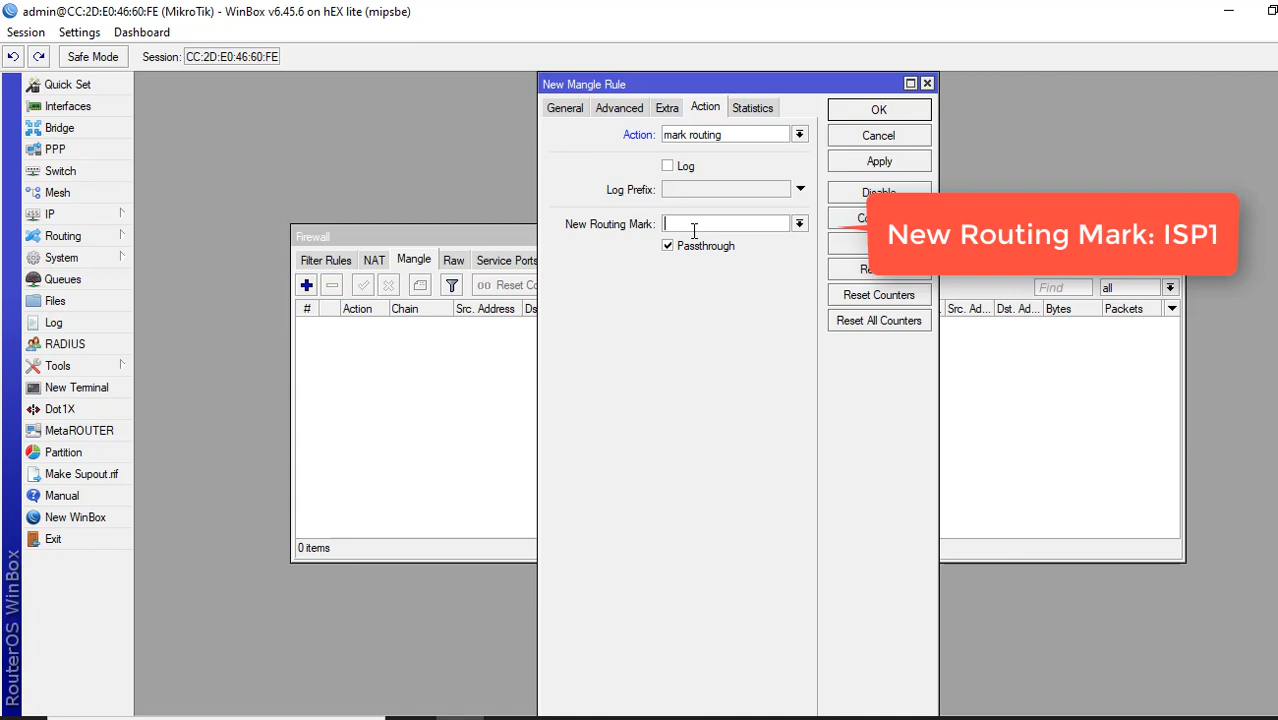 admin@CC:2D:E0:46:60:FE (MikroTik) - WinBox v6.45.6 on hEX lite (mipsbe)
Session Settings Dashboard
Safe Mode Session: CC:2D:E0:46:60:FE
Quick Set
Interfaces
Bridge
PPP
Switch
Mesh
IP
Routing
System
Queues
Files
Log
RADIUS
Tools
New Terminal
Dot1X
MetaROUTER
Partition
Make Supout.rif
Manual
New WinBox
Exit
RouterOS WinBox
Firewall
Filter Rules NAT Mangle Raw Service Ports
Reset Co
Find all
# Action Chain Src. Address Ds
Src. Ad... Dst. Ad... Bytes Packets
0 items
New Mangle Rule
General Advanced Extra Action Statistics
Action: mark routing
Log
Log Prefix:
New Routing Mark:
Passthrough
OK
Cancel
Apply
Disable
Co
Re
Reset Counters
Reset All Counters
New Routing Mark: ISP1